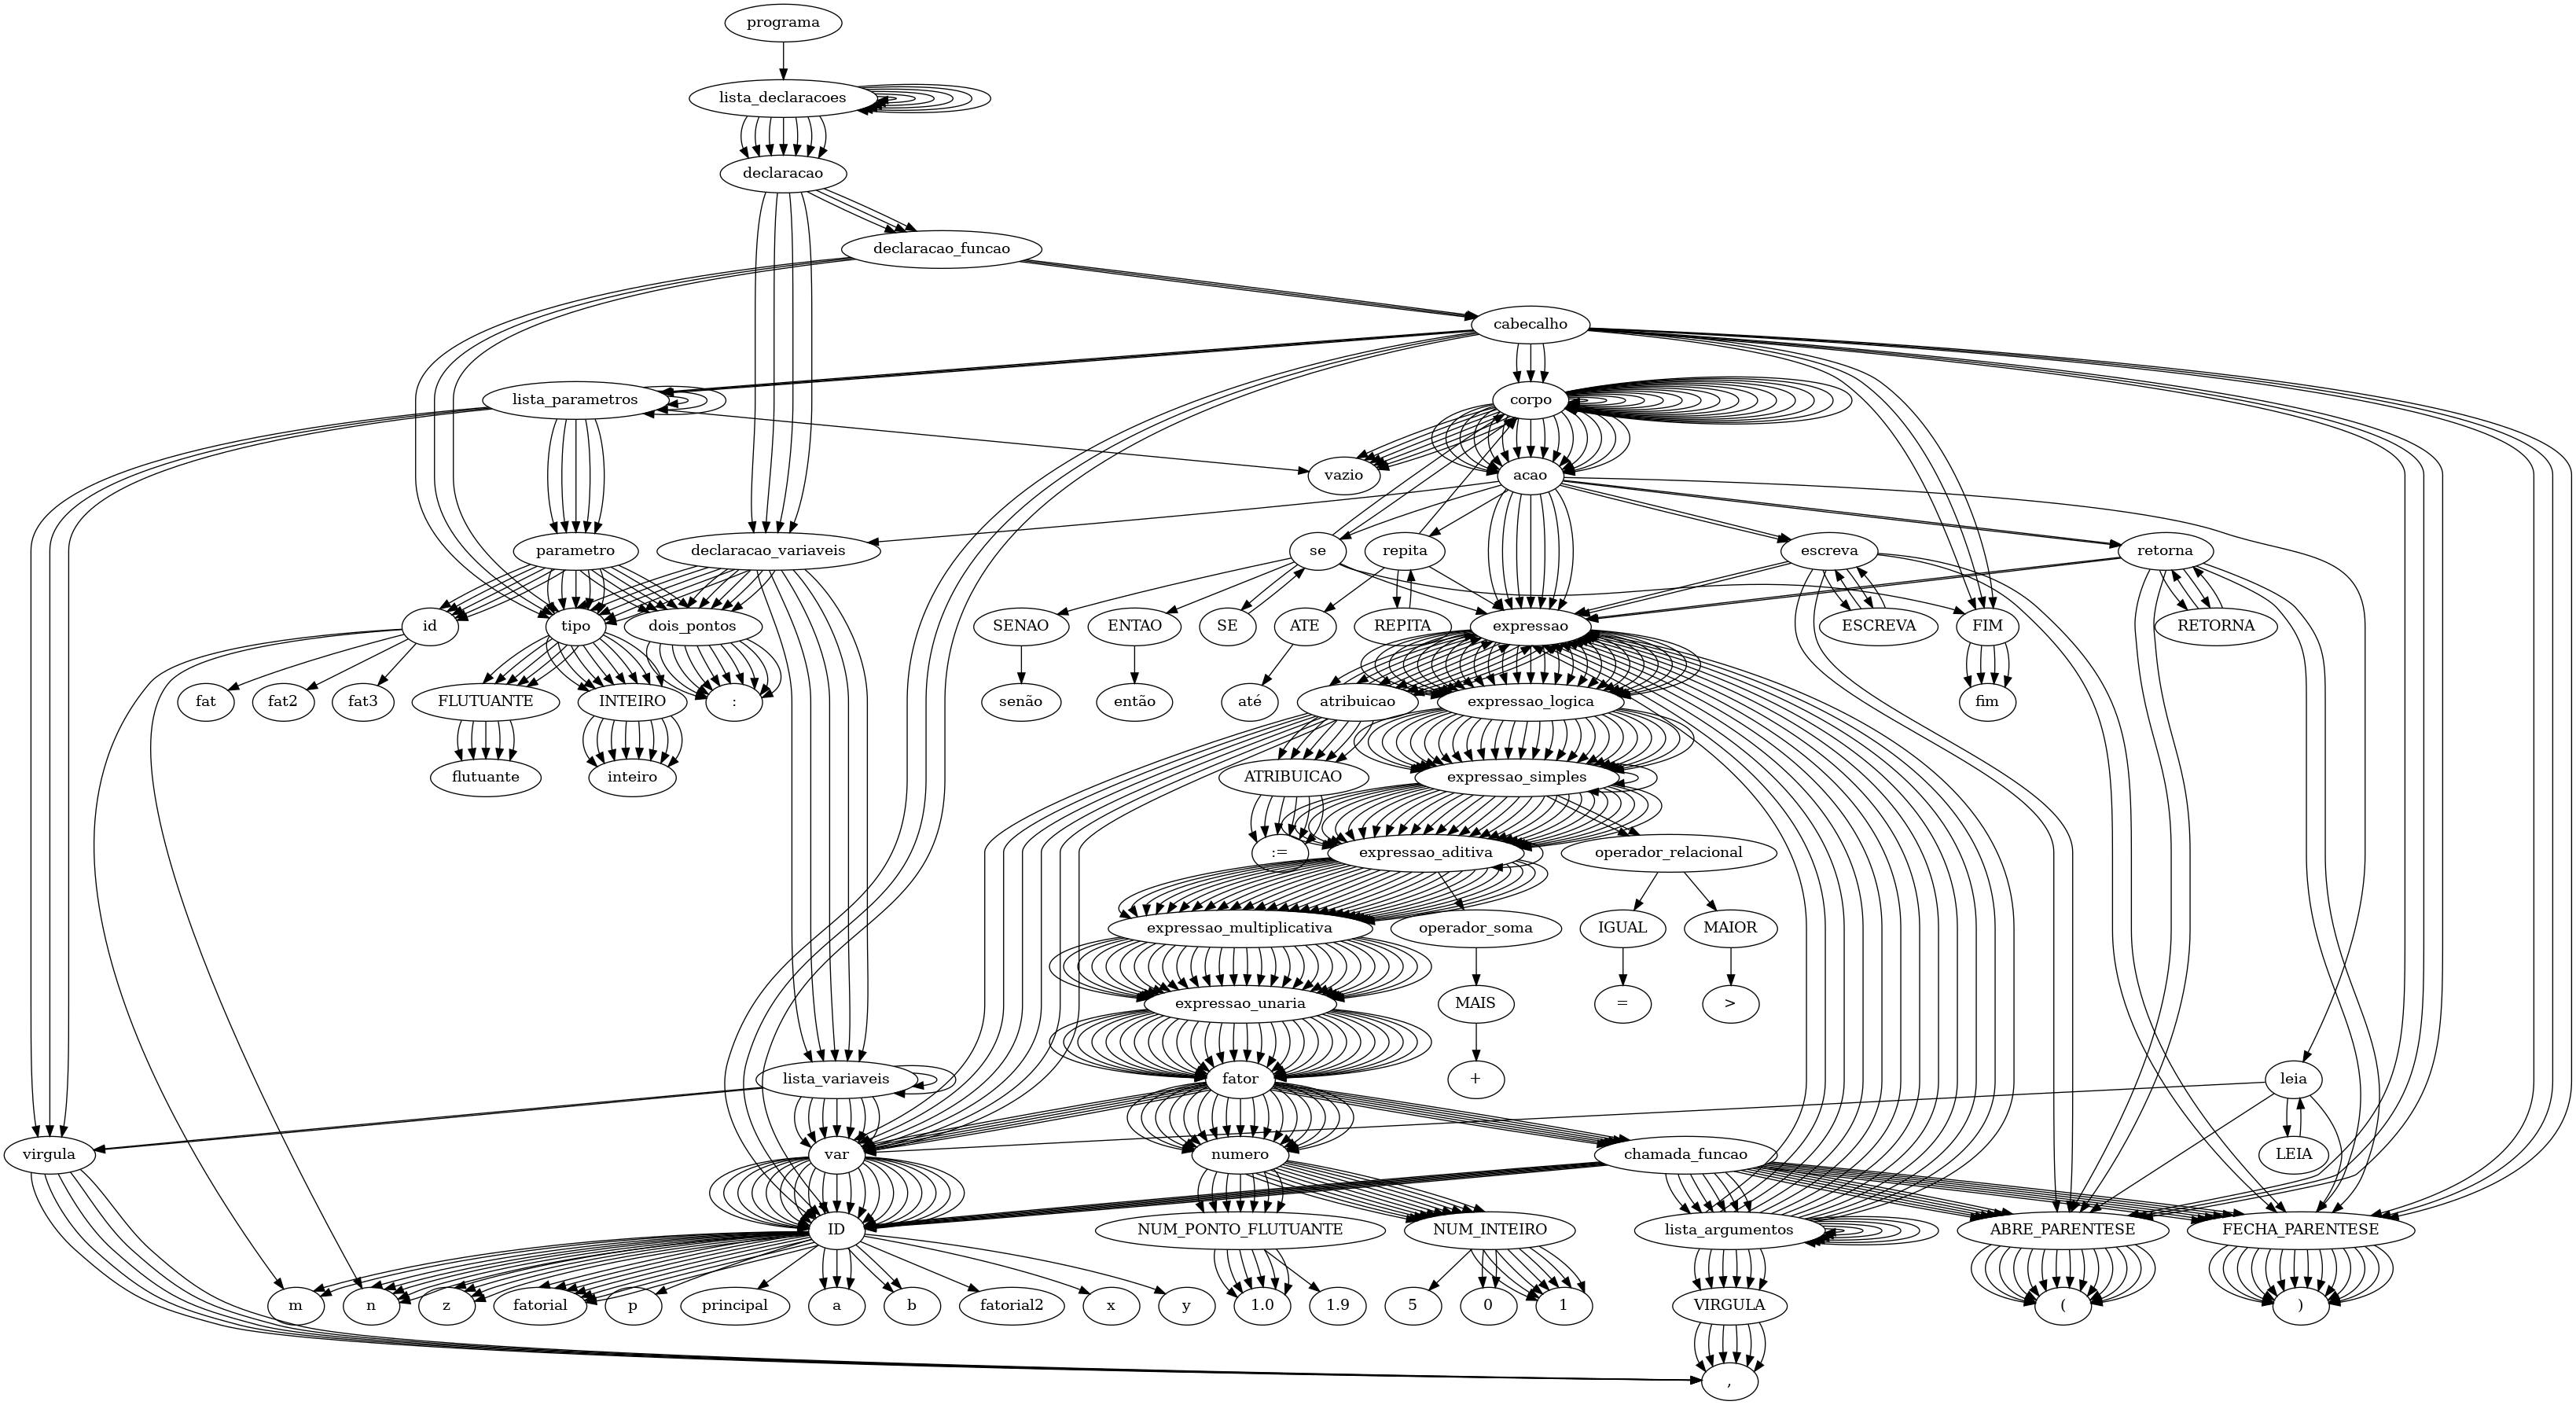 programa
lista_declaracoes
declaracao
declaracao_funcao
cabecalho
lista_parametros
corpo
vazio
acao
parametro
declaracao_variaveis
se
repita
escreva
retorna
id
tipo
dois_pontos
SENAO
ENTAO
SE
ATE
REPITA
expressao
ESCREVA
FIM
RETORNA
fat
fat2
fat3
FLUTUANTE
INTEIRO
:
senão
então
até
atribuicao
expressao_logica
fim
flutuante
inteiro
ATRIBUICAO
expressao_simples
:=
expressao_aditiva
operador_relacional
expressao_multiplicativa
operador_soma
IGUAL
MAIOR
expressao_unaria
MAIS
=
>
lista_variaveis
fator
+
leia
virgula
var
numero
chamada_funcao
LEIA
ID
NUM_PONTO_FLUTUANTE
NUM_INTEIRO
lista_argumentos
ABRE_PARENTESE
FECHA_PARENTESE
m
n
z
fatorial
p
principal
a
b
fatorial2
x
y
1.0
1.9
5
0
1
VIRGULA
(
)
,